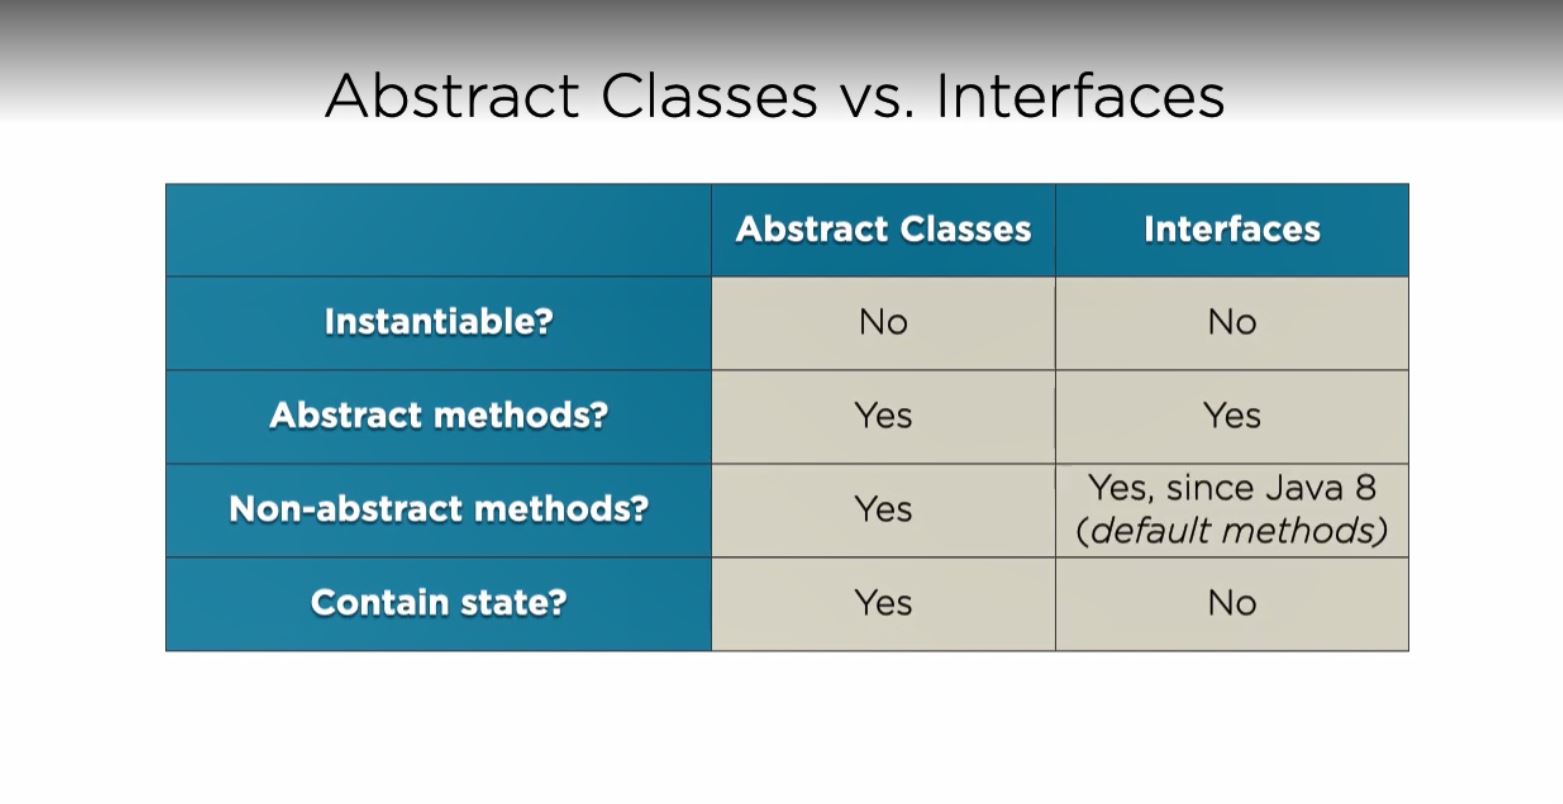 Abstract Classes vs. Interfaces
Abstract Classes Interfaces
Instantiable? No No
Abstract methods? Yes Yes
Non-abstract methods? Yes Yes, since Java 8
(default methods)
Contain state? Yes No